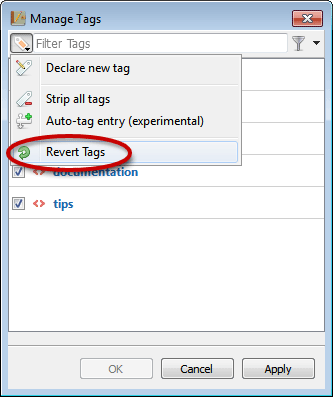 Manage Tags
Filter Tags
Declare new tag
Strip all tags
Auto-tag entry (experimental)
Revert Tags
documentation
tips
OK
Cancel
Apply